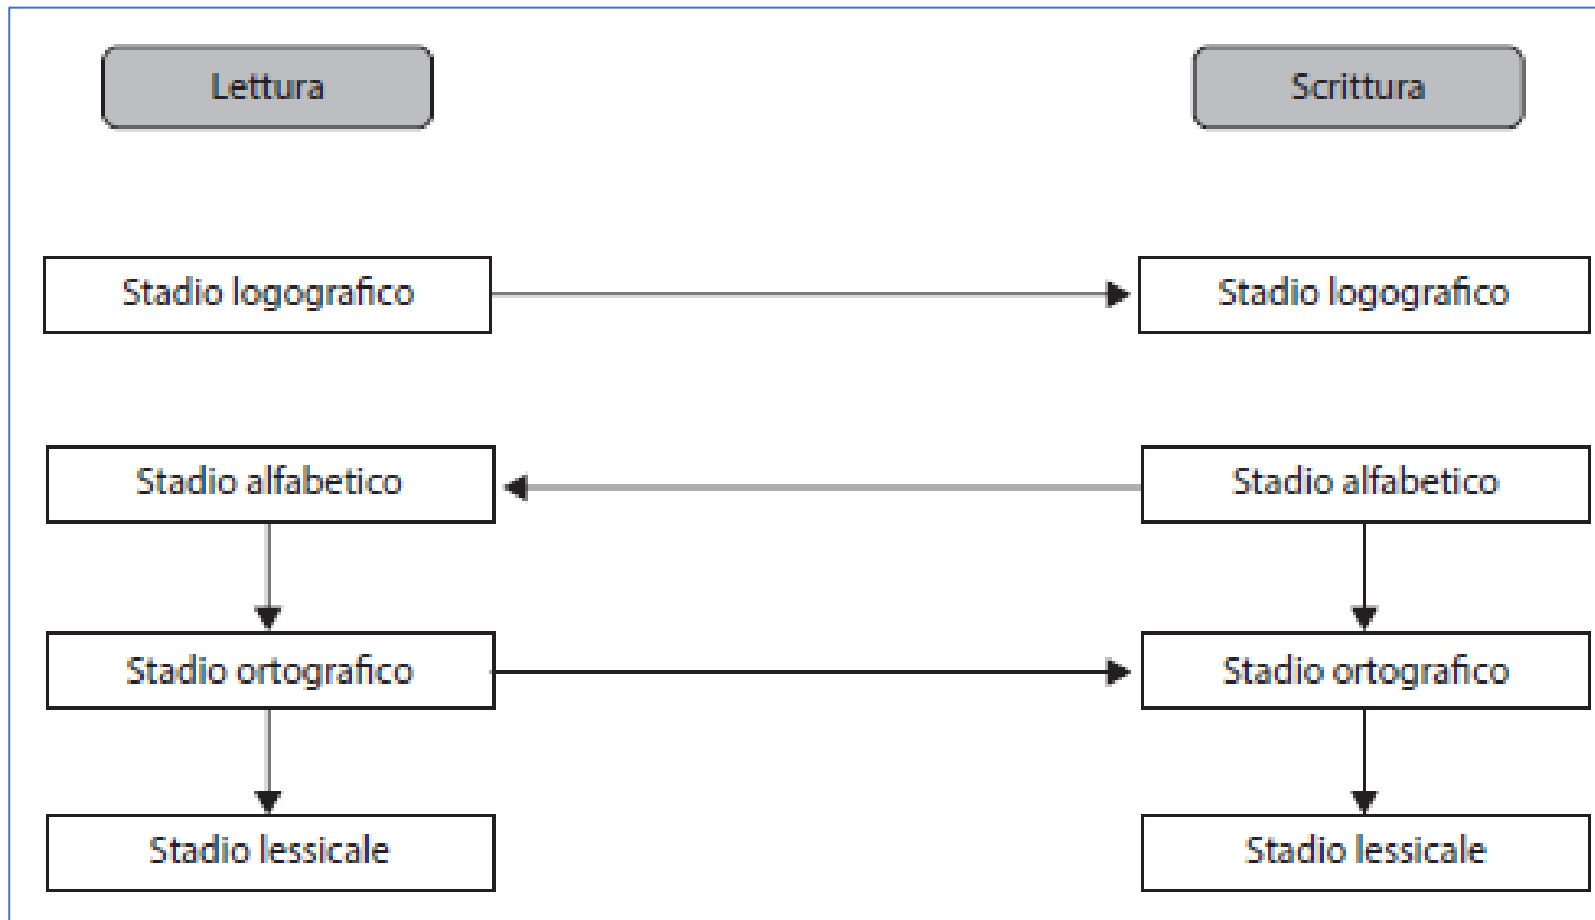 Lettura
Scrittura
Stadio logografico
Stadio logografico
Stadio alfabetico
Stadio alfabetico
Stadio ortografico
Stadio ortografico
Stadio lessicale
Stadio lessicale